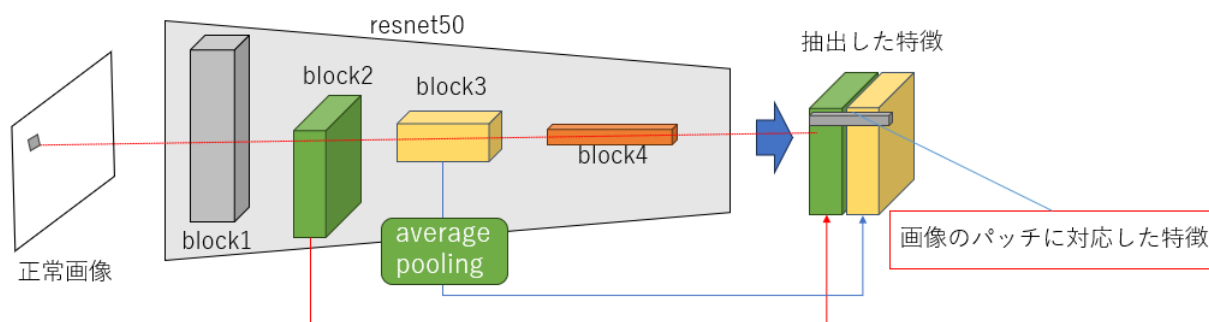 resnet50
抽出した特徴
block2
block3
block4
block1
average
pooling
画像のパッチに対応した特徴
正常画像